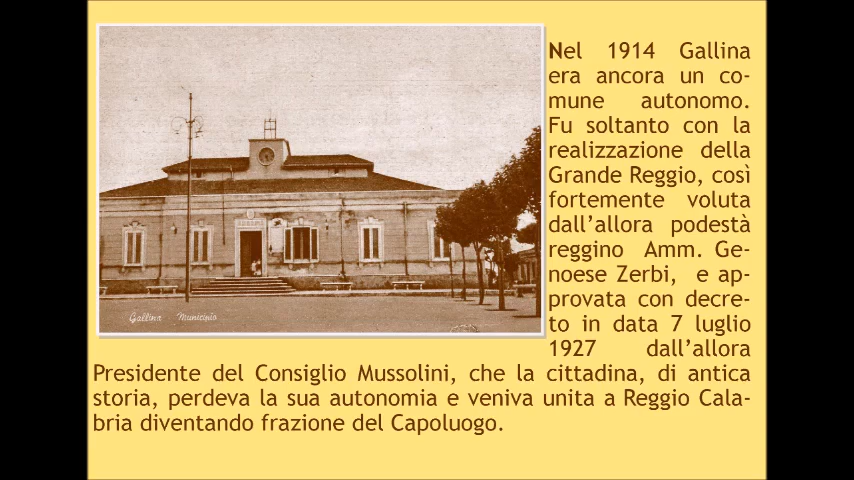 Nel 1914 Gallina
era ancora un co-
mune autonomo.
Fu soltanto con la
realizzazione della
Grande Reggio, così
fortemente voluta
dall’allora podestà
reggino Amm. Ge-
noese Zerbi, e ap-
provata con decre-
to in data 7 luglio
1927 dall’allora
Presidente del Consiglio Mussolini, che la cittadina, di antica
storia, perdeva la sua autonomia e veniva unita a Reggio Cala-
bria diventando frazione del Capoluogo.
Gallina Municipio